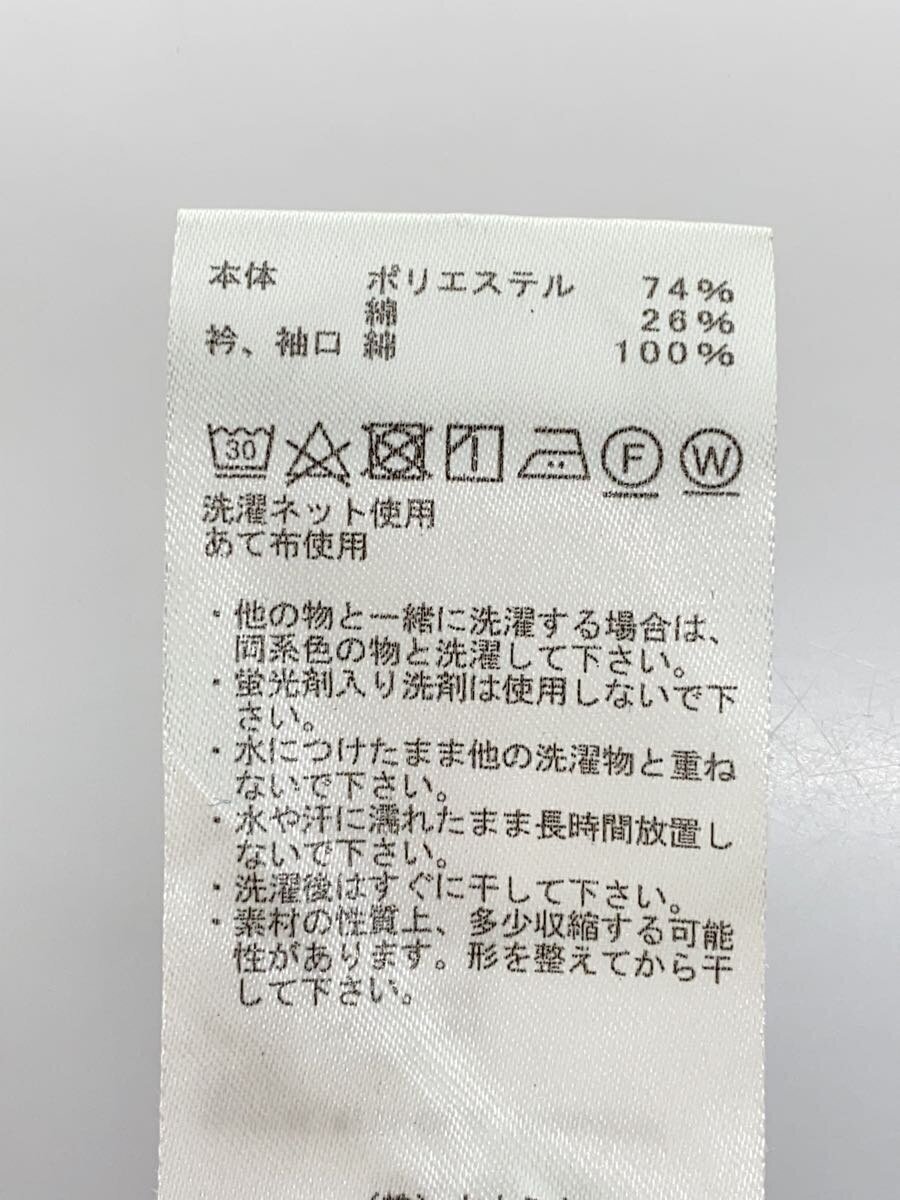 本体 ポリエステル 74%
綿 26%
衿、袖口 綿 100%
30 F W
洗濯ネット使用
あて布使用
・他の物と一緒に洗濯する場合は、
同系色の物と洗濯して下さい。
・蛍光剤入り洗剤は使用しないで下
さい。
・水につけたまま他の洗濯物と重ね
ないで下さい。
・水や汗に濡れたまま長時間放置し
ないで下さい。
・洗濯後はすぐに干して下さい。
・素材の性質上、多少収縮する可能
性があります。形を整えてから干
して下さい。